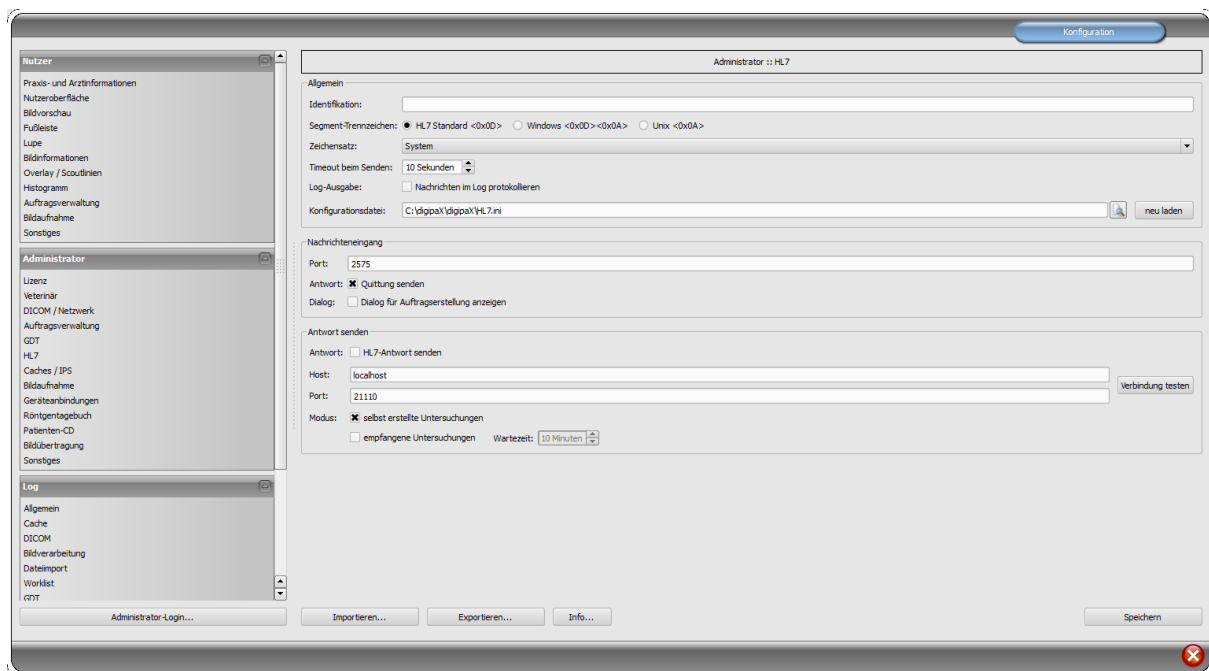 Konfiguration
Nutzer
Praxis- und Arztinformationen
Nutzeroberfläche
Bildvorschau
Fußleiste
Lupe
Bildinformationen
Overlay / Scoutlinien
Histogramm
Auftragsverwaltung
Bildaufnahme
Sonstiges
Administrator
Lizenz
Veterinär
DICOM / Netzwerk
Auftragsverwaltung
GDT
HL7
Caches / IPS
Bildaufnahme
Geräteanbindungen
Röntgentagebuch
Patienten-CD
Bildübertragung
Sonstiges
Log
Allgemein
Cache
DICOM
Bildverarbeitung
Dateiimport
Worklist
GDT
Administrator-Login...
Administrator :: HL7
Allgemein
Identifikation:
Segment-Trennzeichen: HL7 Standard <0x0D> Windows <0x0D><0x0A> Unix <0x0A>
Zeichensatz: System
Timeout beim Senden: 10 Sekunden
Log-Ausgabe: Nachrichten im Log protokollieren
Konfigurationsdatei: C:\digipaX\digipaX\HL7.ini neu laden
Nachrichteneingang
Port: 2575
Antwort: Quittung senden
Dialog: Dialog für Auftragserstellung anzeigen
Antwort senden
Antwort: HL7-Antwort senden
Host: localhost
Port: 21110
Verbindung testen
Modus: selbst erstellte Untersuchungen
empfangene Untersuchungen Wartezeit: 10 Minuten
Importieren... Exportieren... Info... Speichern